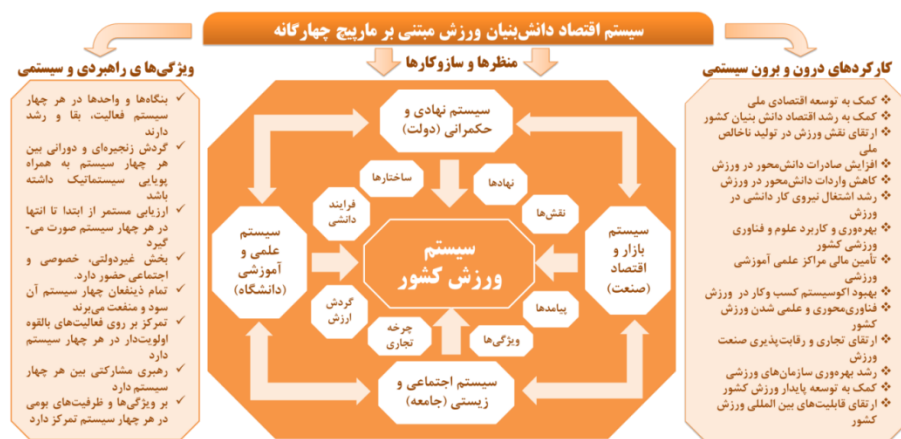 سیستم اقتصاد دانش‌بنیان ورزش مبتنی بر مارپیچ چهارگانه
کارکردهای درون و برون سیستمی
❖ کمک به توسعه اقتصادی ملی
❖ کمک به رشد اقتصاد دانش بنیان کشور
❖ ارتقای نقش ورزش در تولید ناخالص
ملی
❖ افزایش صادرات دانش‌محور در ورزش
❖ کاهش واردات دانش‌محور در ورزش
❖ رشد اشتغال نیروی کار دانشی در
ورزش
❖ بهره‌وری و کاربرد علوم و فناوری
ورزشی کشور
❖ تأمین مالی مراکز علمی آموزشی
ورزشی
❖ بهبود اکوسیستم کسب وکار در ورزش
❖ فناوری‌محوری و علمی شدن ورزش
کشور
❖ ارتقای تجاری و رقابت‌پذیری صنعت
ورزش
❖ رشد بهره‌وری سازمان‌های ورزشی
❖ کمک به توسعه پایدار ورزش کشور
❖ ارتقای قابلیت‌های بین المللی ورزش
کشور
منظرها و سازوکارها
سیستم نهادی و
حکمرانی (دولت)
نهادها
ساختارها
نقش‌ها
فرایند
دانشی
سیستم
بازار و
اقتصاد
(صنعت)
سیستم
ورزش کشور
سیستم
علمی و
آموزشی
(دانشگاه)
پیامدها
گردش
ارزش
ویژگی‌ها
چرخه
تجاری
سیستم اجتماعی و
زیستی (جامعه)
ویژگی‌ها ی راهبردی و سیستمی
✓ بنگاه‌ها و واحدها در هر چهار
سیستم فعالیت، بقا و رشد
دارند
✓ گردش زنجیره‌ای و دورانی بین
هر چهار سیستم به همراه
پویایی سیستماتیک داشته
باشد
✓ ارزیابی مستمر از ابتدا تا انتها
در هر چهار سیستم صورت می-
گیرد
✓ بخش غیردولتی، خصوصی و
اجتماعی حضور دارد.
✓ تمام ذینفعان چهار سیستم آن
سود و منفعت می‌برند
✓ تمرکز بر روی فعالیت‌های بالقوه
اولویت‌دار در هر چهار سیستم
دارد
✓ رهبری مشارکتی بین هر چهار
سیستم دارد
✓ بر ویژگی‌ها و ظرفیت‌های بومی
در هر چهار سیستم تمرکز دارد